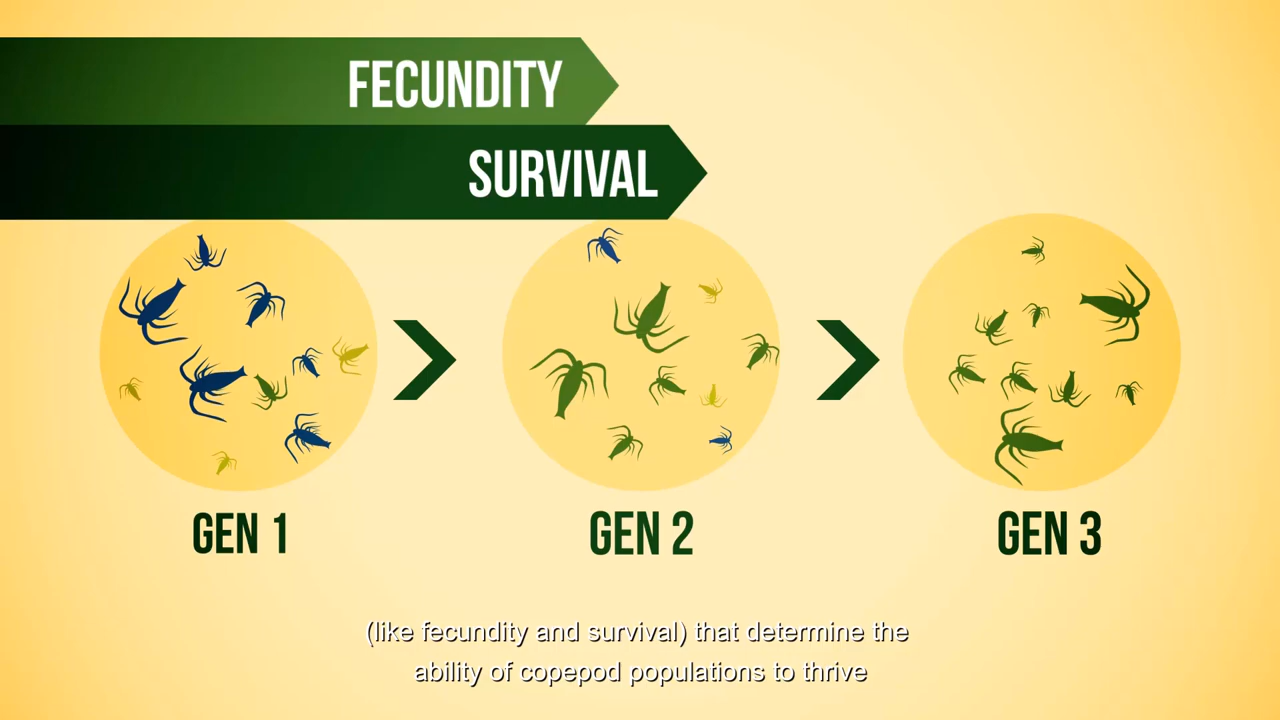 FECUNDITY
SURVIVAL
GEN 1
GEN 2
GEN 3
(like fecundity and survival) that determine the
ability of copepod populations to thrive